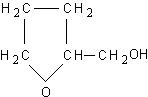 H₂C CH₂
H₂C CH CH₂OH
O